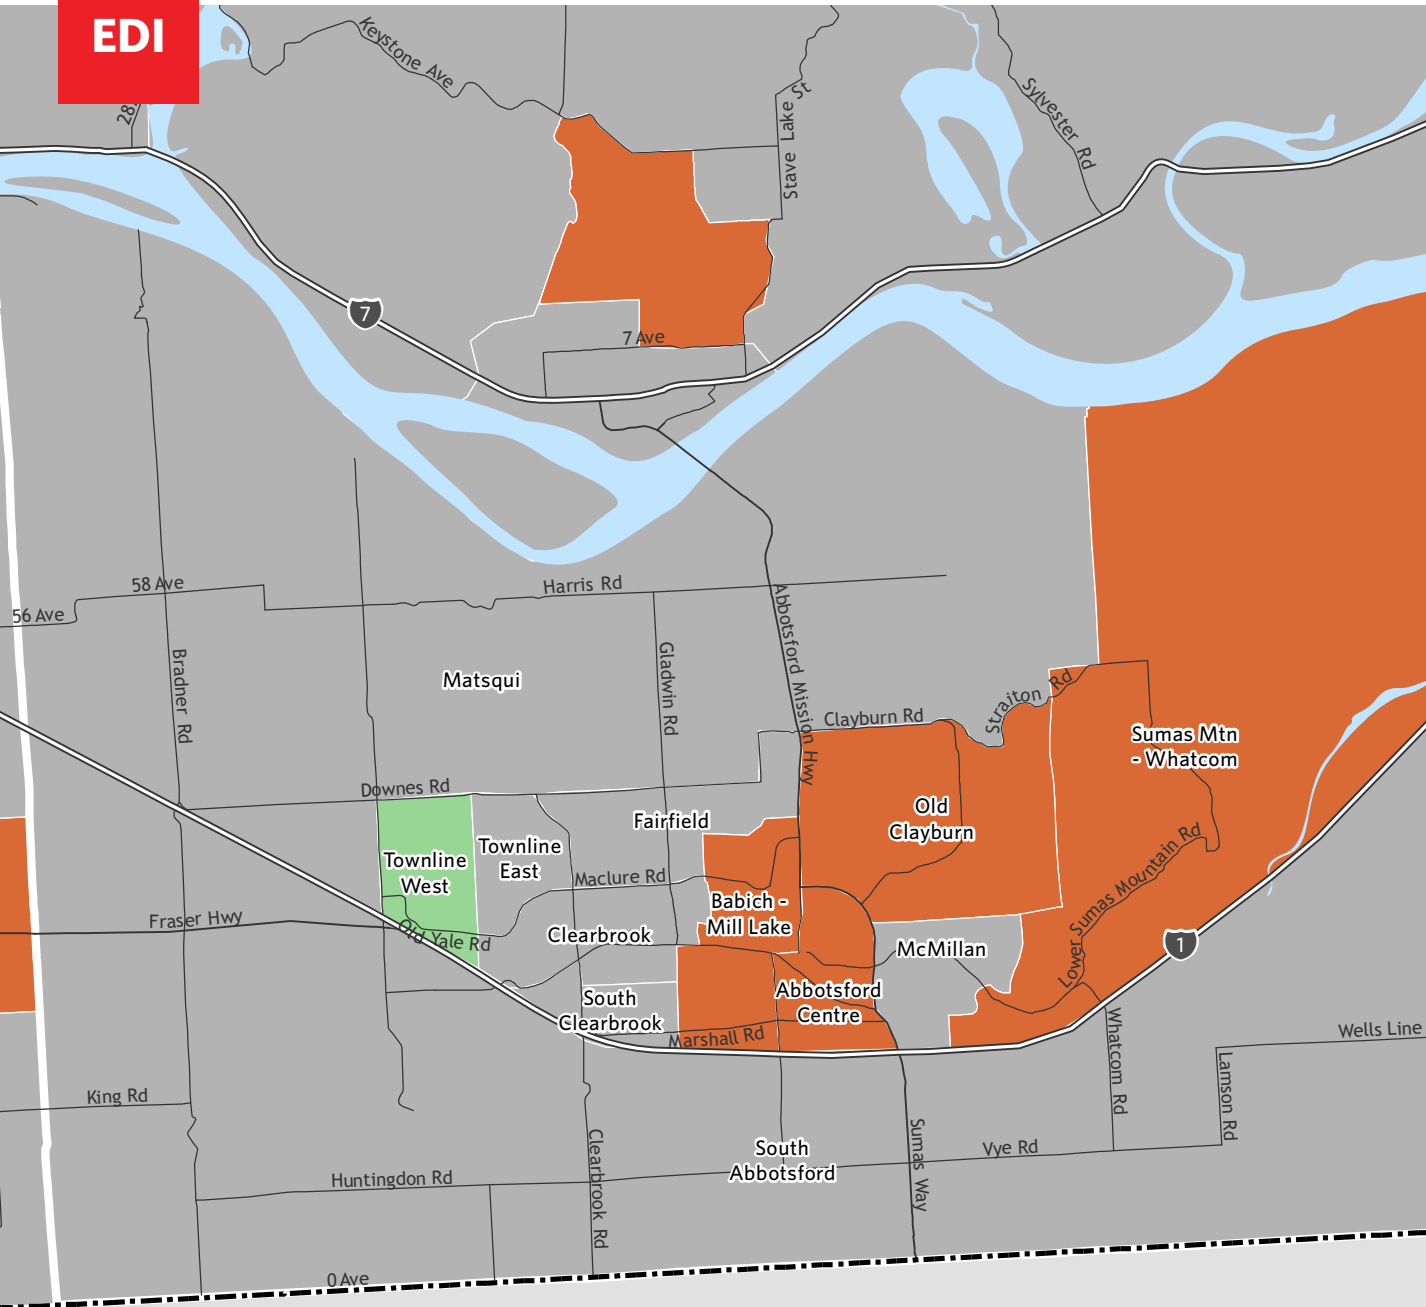 EDI
Keystone Ave
28
Stave Lake St
Sylvester Rd
7
7 Ave
58 Ave
Harris Rd
56 Ave
Abbotsford Mission Hwy
Bradner Rd
Gladwin Rd
Matsqui
Straiton Rd
Clayburn Rd
Sumas Mtn
- Whatcom
Downes Rd
Old
Clayburn
Fairfield
Townline
West
Townline
East
Maclure Rd
Lower Sumas Mountain Rd
Babich -
Mill Lake
Fraser Hwy
Old Yale Rd
Clearbrook
McMillan
1
South
Clearbrook
Abbotsford
Centre
Marshall Rd
Whatcom Rd
Wells Line
Lamson Rd
King Rd
Clearbrook Rd
Sumas Way
South
Abbotsford
Vye Rd
Huntingdon Rd
0 Ave